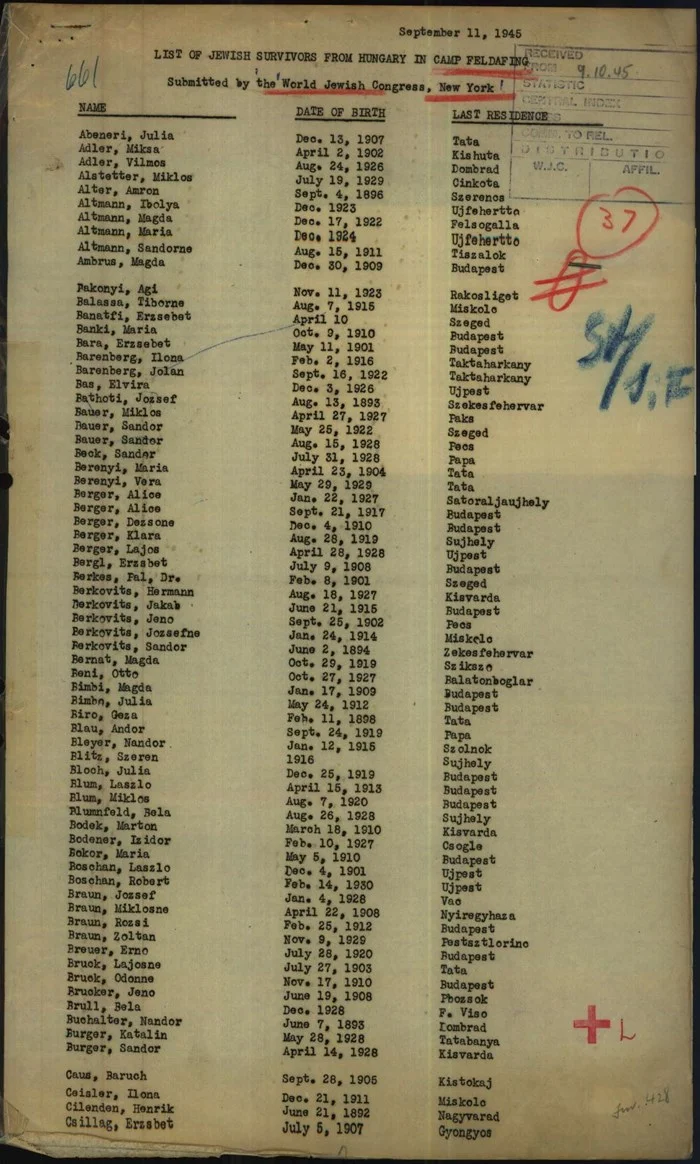 September 11, 1945
LIST OF JEWISH SURVIVORS FROM HUNGARY IN CAMP FELDAFING
661
Submitted by the World Jewish Congress, New York
RECEIVED
FROM 9.10.45
STATISTIC
CENTRAL INDEX
COMM. TO REL.
DISTRIBUTIO
W.J.C. AFFIL.
NAME DATE OF BIRTH LAST RESIDENCE
Abeneri, Julia Dec. 13, 1907 Tata
Adler, Miksa April 2, 1902 Kishuta
Adler, Vilmos Aug. 24, 1926 Dombrad
Alstetter, Miklos July 19, 1929 Cinkota
Alter, Amron Sept. 4, 1896 Szerencs
Altmann, Ibolya Dec. 1923 Ujfehertto
Altmann, Magda Dec. 17, 1922 Felsogalla
Altmann, Maria Dec. 1924 Ujfehertto
Altmann, Sandorne Aug. 15, 1911 Tiszalok
Ambrus, Magda Dec. 30, 1909 Budapest
37
Pakonyi, Agi Nov. 11, 1923 Rakosliget
Balassa, Tiborne Aug. 7, 1915 Miskolc
Banatfi, Erzsebet April 10 Szeged
Banki, Maria Oct. 9, 1910 Budapest
Bara, Erzsebet May 11, 1901 Budapest
Barenberg, Ilona Feb. 2, 1916 Taktaharkany
Barenberg, Jolan Sept. 16, 1922 Taktaharkany
Bas, Elvira Dec. 3, 1926 Ujpest
Bathoti, Jozsef Aug. 13, 1893 Szekesfehervar
Bauer, Miklos April 27, 1927 Paks
Bauer, Sandor May 25, 1922 Szeged
Bauer, Sander Aug. 15, 1928 Pecs
Beck, Sander July 31, 1928 Papa
Berenyi, Maria April 23, 1904 Tata
Berenyi, Vera May 29, 1929 Tata
Berger, Alice Jan. 22, 1927 Satoraljaujhely
Berger, Alice Sept. 21, 1917 Budapest
Berger, Dezsone Dec. 4, 1910 Budapest
Berger, Klara Aug. 28, 1919 Sujhely
Berger, Lajos April 28, 1928 Ujpest
Bergl, Erzsbet July 9, 1908 Budapest
Berkes, Pal, Dr. Feb. 8, 1901 Szeged
Berkovits, Hermann Aug. 18, 1927 Kisvarda
Berkovits, Jakab June 21, 1915 Budapest
Berkovits, Jeno Sept. 25, 1902 Pecs
Berkovits, Jozsefne Jan. 24, 1914 Miskolc
Berkovits, Sandor June 2, 1894 Zekesfehervar
Bernat, Magda Oct. 29, 1919 Szikszo
Beni, Otto Oct. 27, 1927 Balatonboglar
Bimbi, Magda Jan. 17, 1909 Budapest
Bimbo, Julia May 24, 1912 Budapest
Biro, Geza Feb. 11, 1898 Tata
Blau, Andor Sept. 24, 1919 Papa
Bleyer, Nandor Jan. 12, 1915 Szolnok
Blitz, Szeren 1916 Sujhely
Bloch, Julia Dec. 25, 1919 Budapest
Blum, Laszlo April 15, 1913 Budapest
Blum, Miklos Aug. 7, 1920 Budapest
Blumnfeld, Bela Aug. 26, 1928 Sujhely
Bodek, Marton March 18, 1910 Kisvarda
Bodener, Izidor Feb. 10, 1927 Csogle
Bokor, Maria May 5, 1910 Budapest
Boschan, Laszlo Dec. 4, 1901 Ujpest
Boschan, Robert Feb. 14, 1930 Ujpest
Braun, Jozsef Jan. 4, 1928 Vac
Braun, Miklosne April 22, 1908 Nyiregyhaza
Braun, Rozsi Feb. 25, 1912 Budapest
Braun, Zoltan Nov. 9, 1929 Pestsztlorinc
Breuer, Erno July 28, 1920 Budapest
Bruck, Lajosne July 27, 1903 Tata
Bruck, Odonne Nov. 17, 1910 Budapest
Brucker, Jeno June 19, 1908 Pbozsok
Brull, Bela Dec. 1928 F. Viso
Buchalter, Nandor June 7, 1893 Dombrad
Burger, Katalin May 28, 1928 Tatabanya
Burger, Sandor April 14, 1928 Kisvarda
L
Caus, Baruch Sept. 28, 1905 Kistokaj
Ceisler, Ilona Dec. 21, 1911 Miskolc
Cilenden, Henrik June 21, 1892 Nagyvarad
Csillag, Erzsbet July 5, 1907 Gyongyos